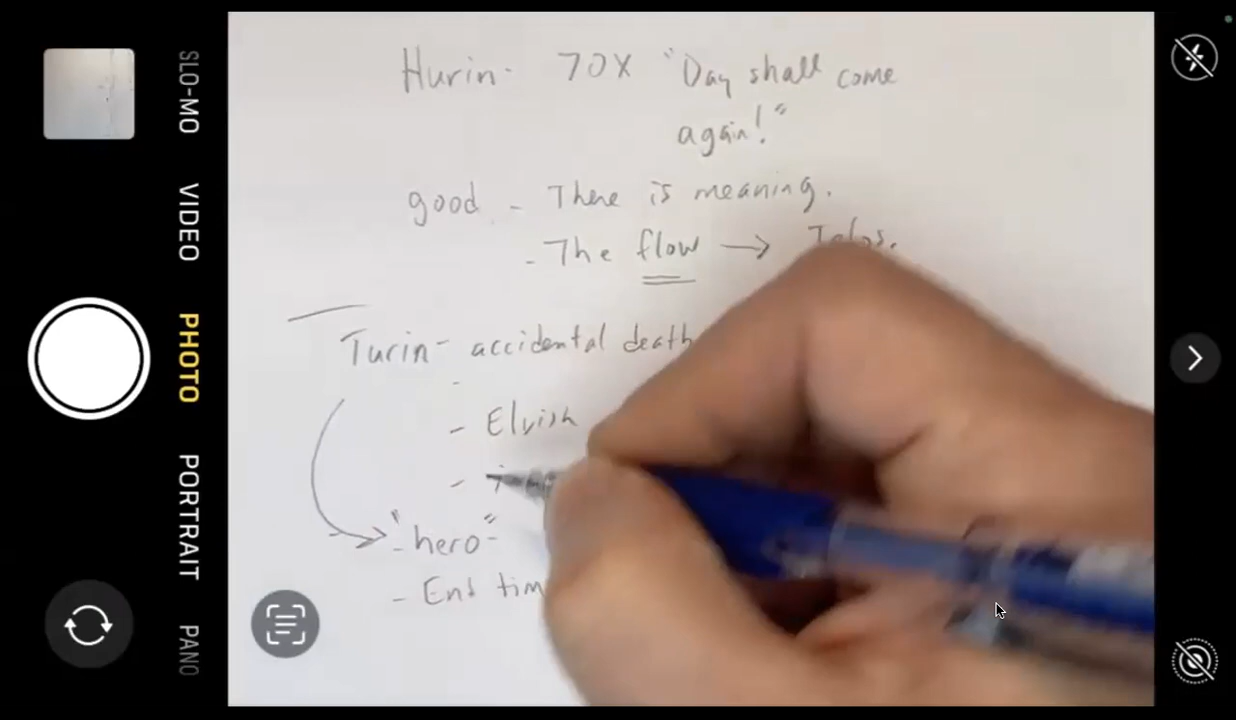 SLO-MO
VIDEO
PHOTO
PORTRAIT
PANO
Hurin- 70X "Day shall come
again!"
good - There is meaning.
- The flow → Telos.
Turin- accidental death
- Elvish
-
- "hero" -
- End tim